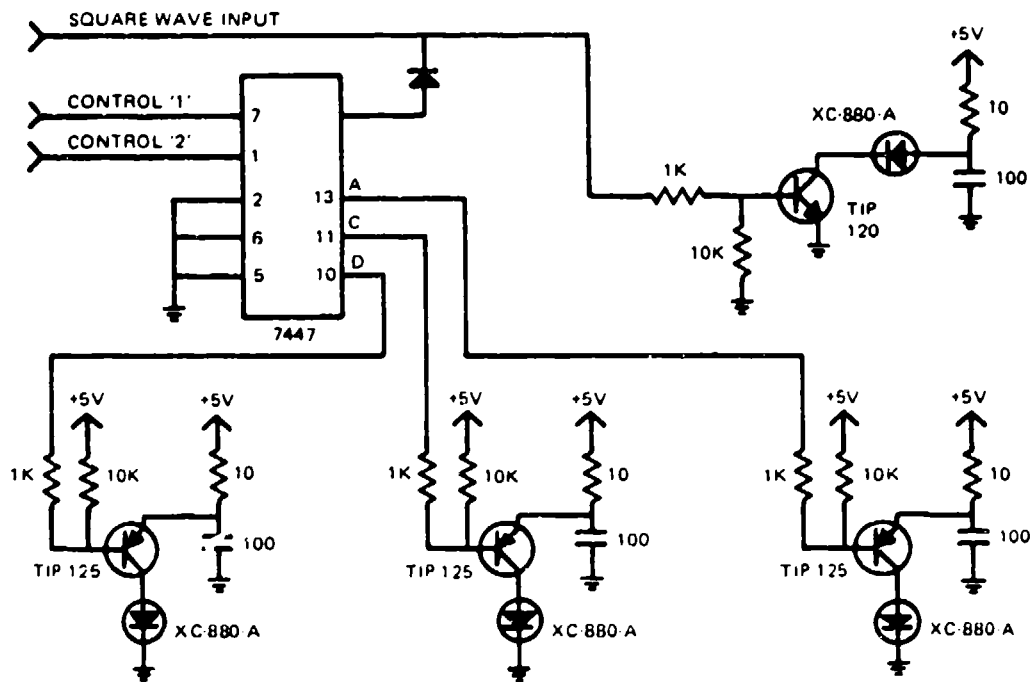 SQUARE WAVE INPUT
CONTROL '1'
CONTROL '2'
7
1
2
6
5
13
11
10
A
C
D
7447
+5V
10
XC-880-A
100
1K
10K
TIP
120
+5V
+5V
1K
10K
10
100
TIP 125
XC-880-A
+5V
+5V
1K
10K
10
100
TIP 125
XC-880-A
+5V
+5V
1K
10K
10
100
TIP 125
XC-880-A